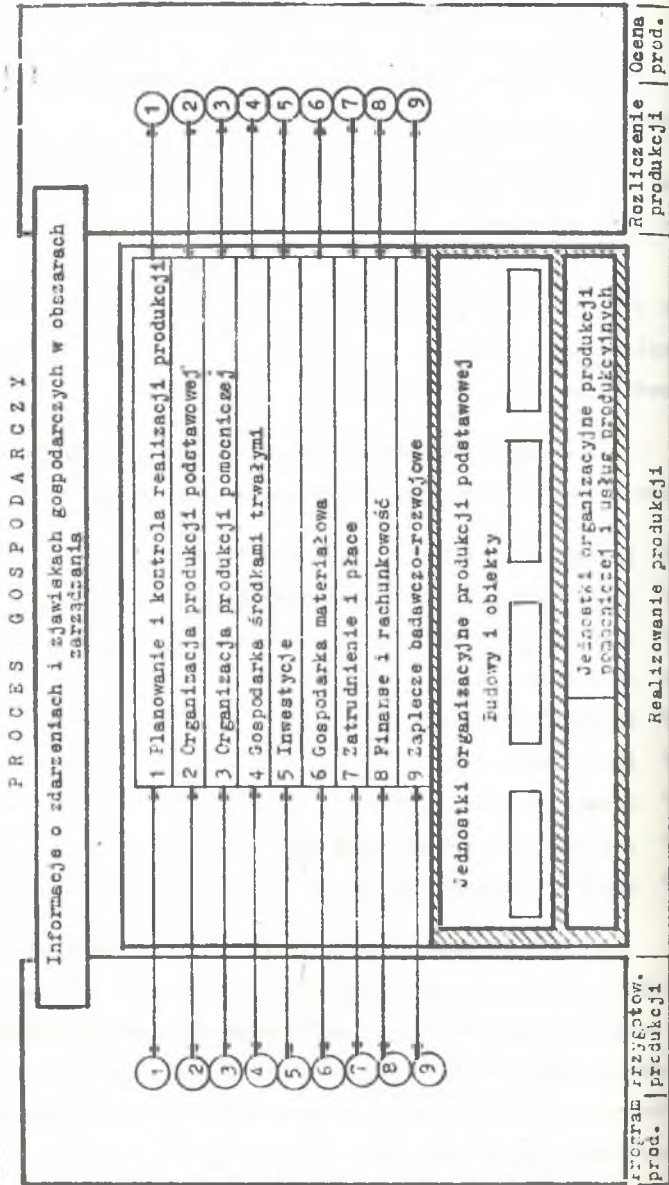 PROCES GOSPODARCZY
Informacje o zdarzeniach i zjawiskach gospodarczych w obszarach
zarządzania
1 1 Planowanie i kontrola realizacji produkcji 1
2 2 Organizacja produkcji podstawowej 2
3 3 Organizacja produkcji pomocniczej 3
4 4 Gospodarka środkami trwałymi 4
5 5 Inwestycje 5
6 6 Gospodarka materiałowa 6
7 7 Zatrudnienie i płace 7
8 8 Finanse i rachunkowość 8
9 9 Zaplecze badawczo-rozwojowe 9
Jednostki organizacyjne produkcji podstawowej
Budowy i obiekty
Jednostki organizacyjne produkcji
pomocniczej i usług produkcyjnych
Program prod.
Przygotow. produkcji
Realizowanie produkcji
Rozliczenie produkcji
Ocena prod.